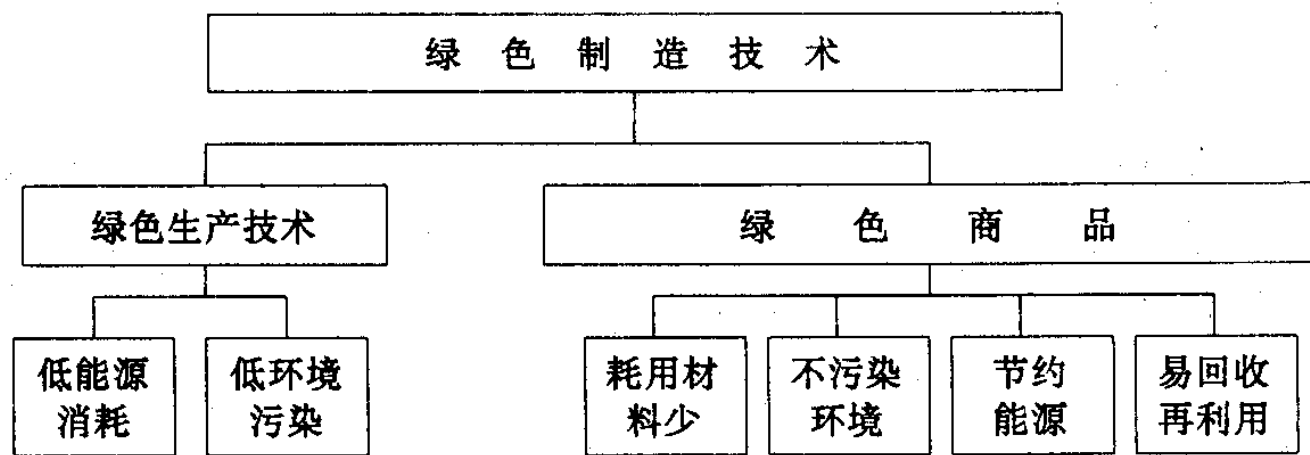 绿色制造技术
绿色生产技术
绿色商品
低能源
消耗
低环境
污染
耗用材
料少
不污染
环境
节约
能源
易回收
再利用